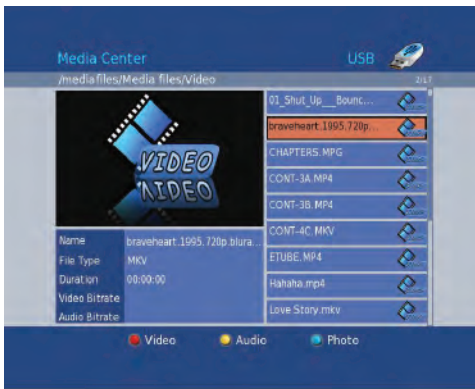 Media Center
USB
/mediafiles/Media files/Video
2/17
VIDEO
01_Shut_Up___Bounc...
braveheart.1995.720p...
CHAPTERS.MPG
CONT-3A.MP4
CONT-3B.MP4
CONT-4C.MKV
ETUBE.MP4
Hahaha.mp4
Love Story.mkv
Name braveheart.1995.720p.blura...
File Type MKV
Duration 00:00:00
Video Bitrate
Audio Bitrate
Video
Audio
Photo